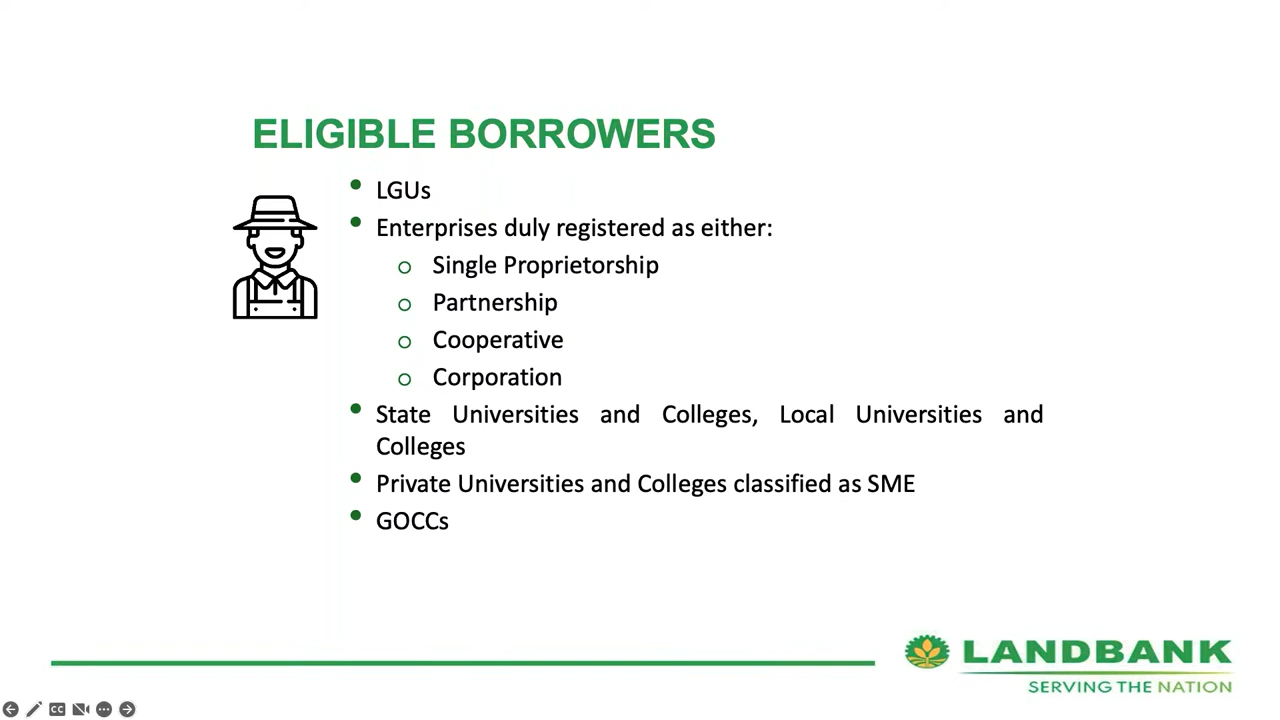 ELIGIBLE BORROWERS
• LGUs
• Enterprises duly registered as either:
o Single Proprietorship
o Partnership
o Cooperative
o Corporation
• State Universities and Colleges, Local Universities and
Colleges
• Private Universities and Colleges classified as SME
• GOCCs
LANDBANK
SERVING THE NATION
CC